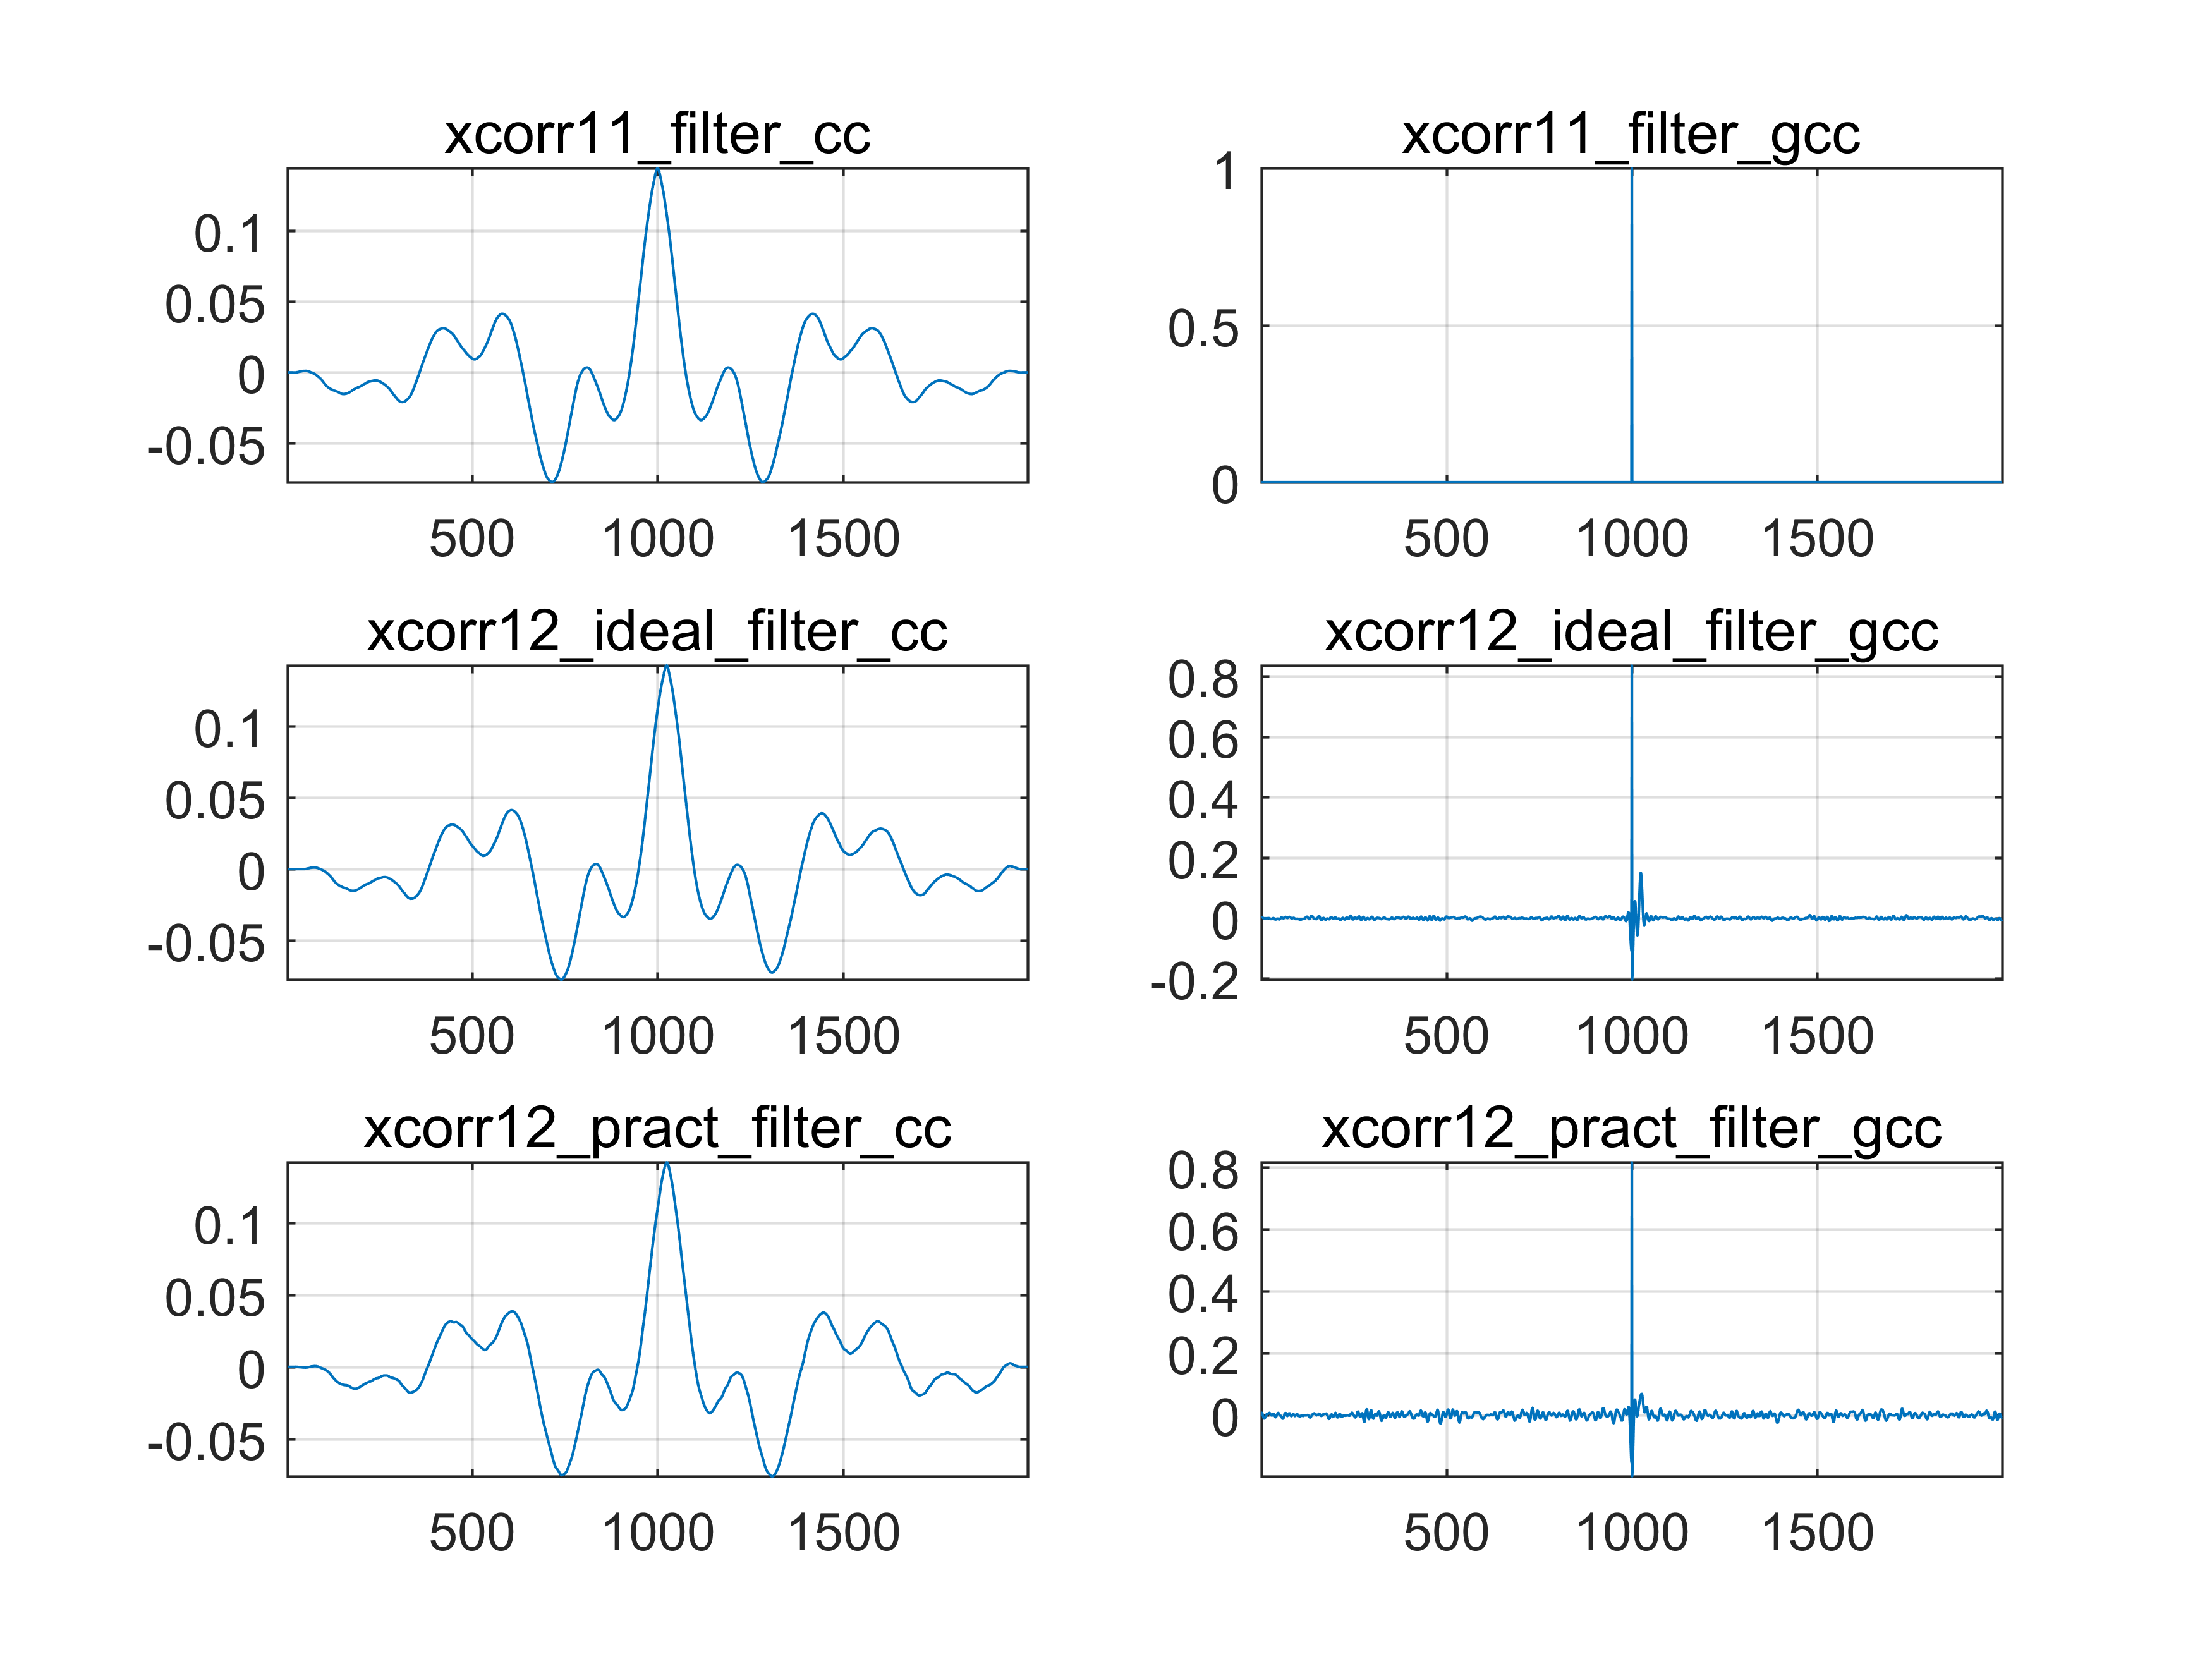 xcorr11_filter_cc
0.1
0.05
0
-0.05
500 1000 1500
xcorr11_filter_gcc
1
0.5
0
500 1000 1500
xcorr12_ideal_filter_cc
0.1
0.05
0
-0.05
500 1000 1500
xcorr12_ideal_filter_gcc
0.8
0.6
0.4
0.2
0
-0.2
500 1000 1500
xcorr12_pract_filter_cc
0.1
0.05
0
-0.05
500 1000 1500
xcorr12_pract_filter_gcc
0.8
0.6
0.4
0.2
0
500 1000 1500